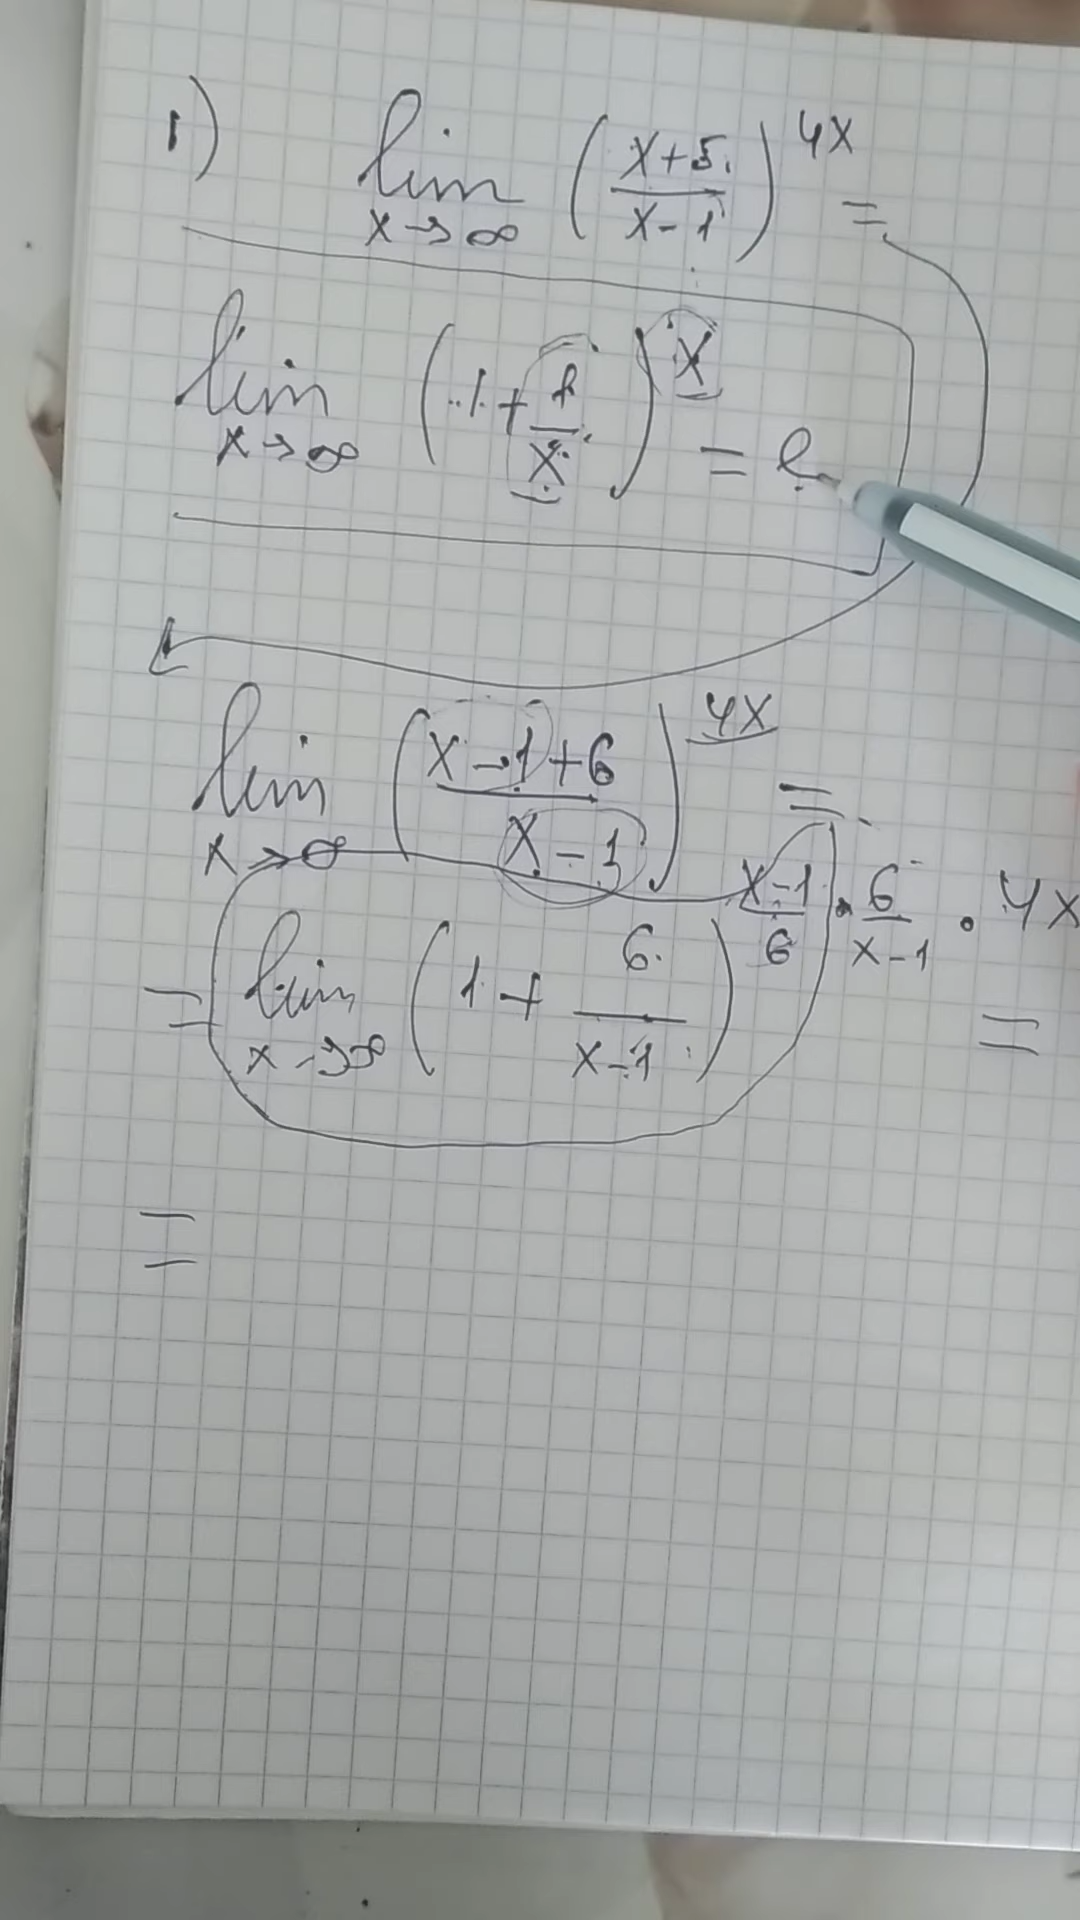 1) lim x→∞ ((x+5)/(x-1))^4x =
lim x→∞ (1+1/x)^x = e
lim x→∞ ((x-1+6)/(x-1))^4x =
= lim x→∞ (1+6/(x-1))^((x-1)/6 · 6/(x-1) · 4x) =
=